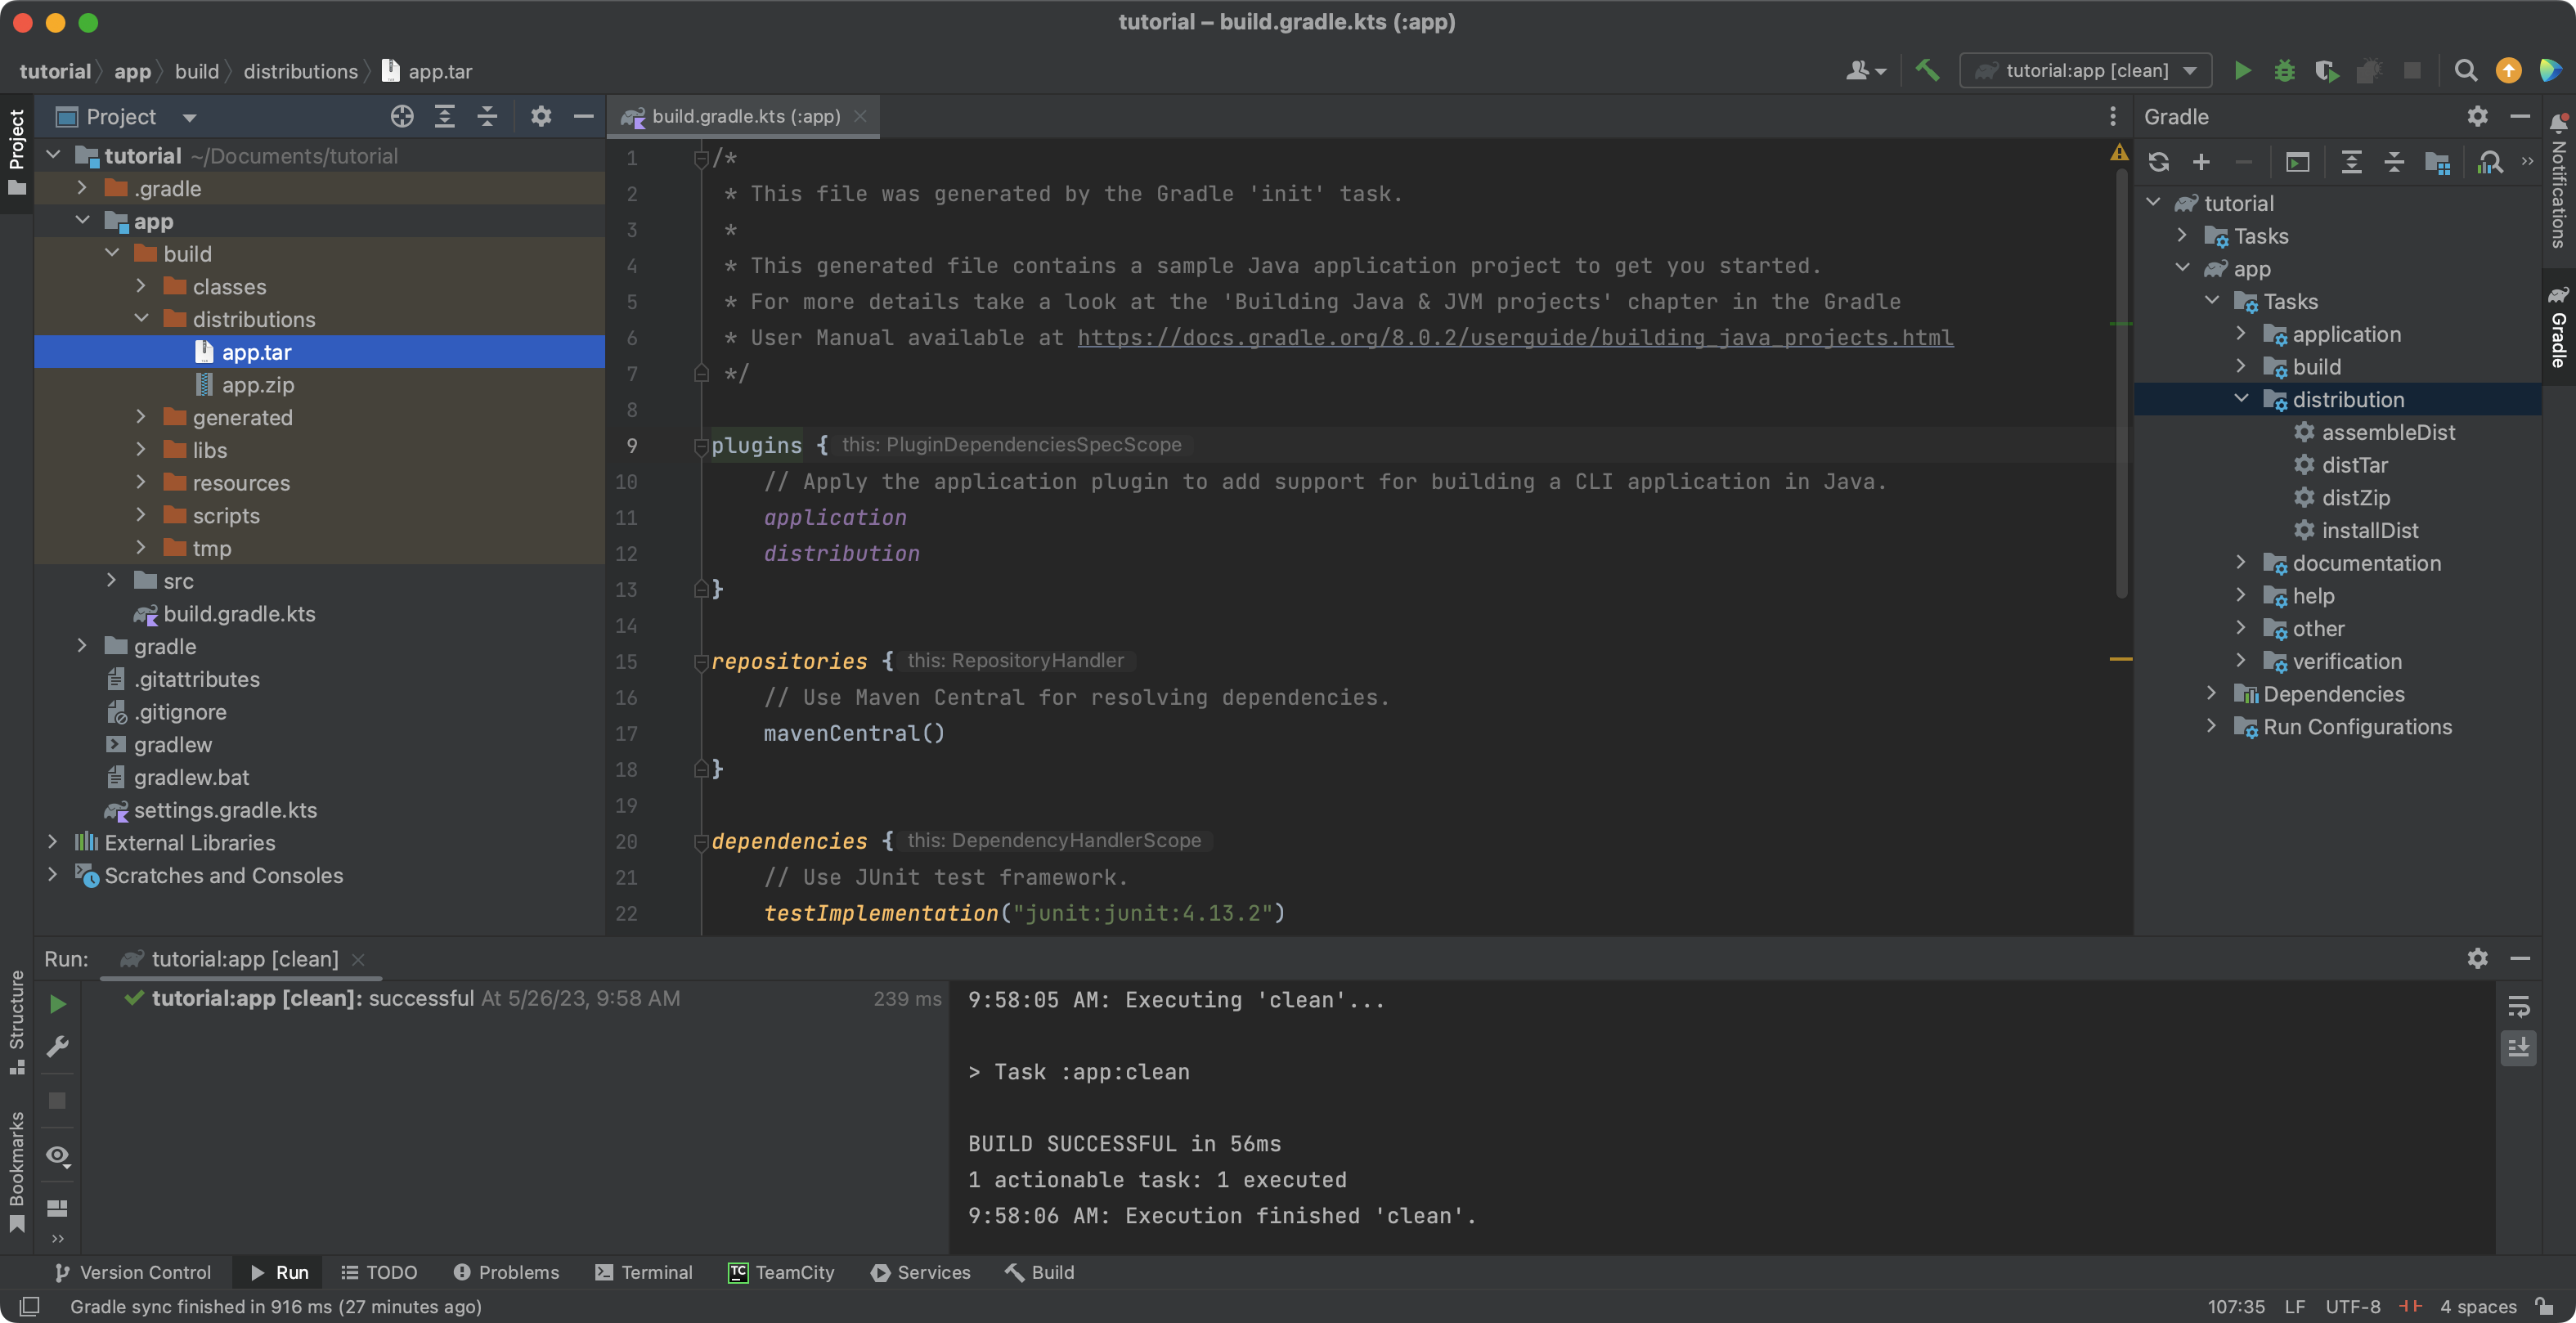 tutorial – build.gradle.kts (:app)
tutorial app build distributions app.tar
tutorial:app [clean]
Project
Project
tutorial ~/Documents/tutorial
.gradle
app
build
classes
distributions
app.tar
app.zip
generated
libs
resources
scripts
tmp
src
build.gradle.kts
gradle
.gitattributes
.gitignore
gradlew
gradlew.bat
settings.gradle.kts
External Libraries
Scratches and Consoles
build.gradle.kts (:app)
1 /*
2 * This file was generated by the Gradle 'init' task.
3 *
4 * This generated file contains a sample Java application project to get you started.
5 * For more details take a look at the 'Building Java & JVM projects' chapter in the Gradle
6 * User Manual available at https://docs.gradle.org/8.0.2/userguide/building_java_projects.html
7 */
8
9 plugins { this: PluginDependenciesSpecScope
10 // Apply the application plugin to add support for building a CLI application in Java.
11 application
12 distribution
13 }
14
15 repositories { this: RepositoryHandler
16 // Use Maven Central for resolving dependencies.
17 mavenCentral()
18 }
19
20 dependencies { this: DependencyHandlerScope
21 // Use JUnit test framework.
22 testImplementation("junit:junit:4.13.2")
Gradle
tutorial
Tasks
app
Tasks
application
build
distribution
assembleDist
distTar
distZip
installDist
documentation
help
other
verification
Dependencies
Run Configurations
Notifications
Gradle
Run: tutorial:app [clean]
tutorial:app [clean]: successful At 5/26/23, 9:58 AM 239 ms
9:58:05 AM: Executing 'clean'...
> Task :app:clean
BUILD SUCCESSFUL in 56ms
1 actionable task: 1 executed
9:58:06 AM: Execution finished 'clean'.
Structure
Bookmarks
Version Control Run TODO Problems Terminal TC TeamCity Services Build
Gradle sync finished in 916 ms (27 minutes ago)
107:35 LF UTF-8 4 spaces